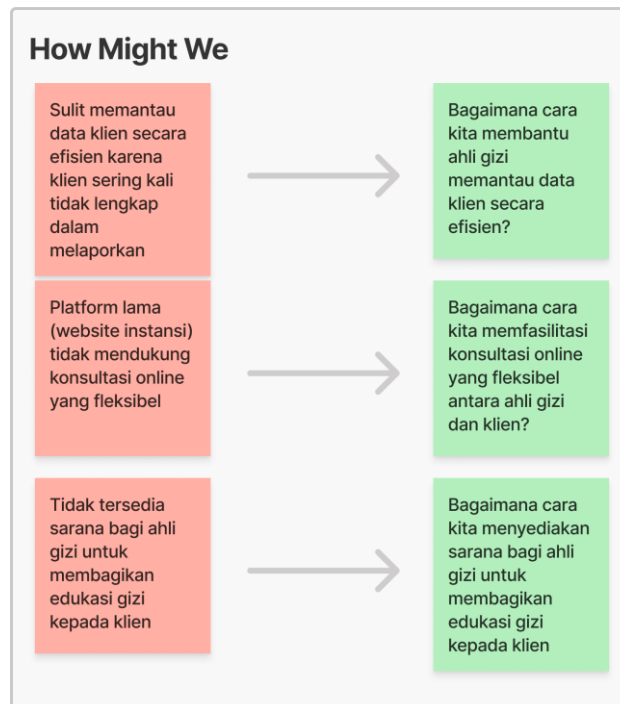 How Might We
Sulit memantau
data klien secara
efisien karena
klien sering kali
tidak lengkap
dalam
melaporkan
Bagaimana cara
kita membantu
ahli gizi
memantau data
klien secara
efisien?
Platform lama
(website instansi)
tidak mendukung
konsultasi online
yang fleksibel
Bagaimana cara
kita memfasilitasi
konsultasi online
yang fleksibel
antara ahli gizi
dan klien?
Tidak tersedia
sarana bagi ahli
gizi untuk
membagikan
edukasi gizi
kepada klien
Bagaimana cara
kita menyediakan
sarana bagi ahli
gizi untuk
membagikan
edukasi gizi
kepada klien